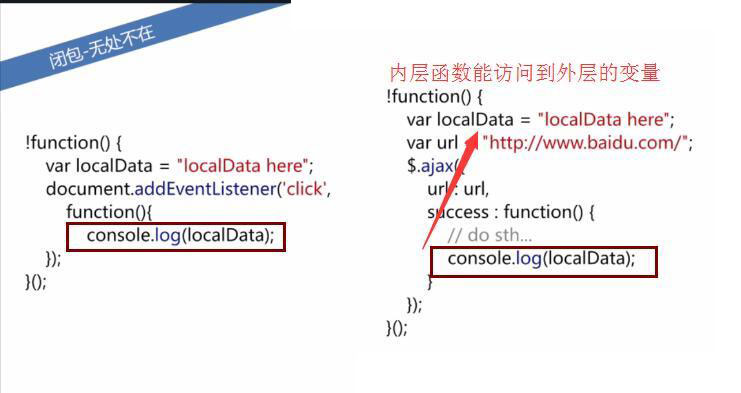 闭包-无处不在
!function() {
var localData = "localData here";
document.addEventListener('click',
function(){
console.log(localData);
});
}();
内层函数能访问到外层的变量
!function() {
var localData = "localData here";
var url = "http://www.baidu.com/";
$.ajax({
url : url,
success : function() {
// do sth...
console.log(localData);
}
});
}();